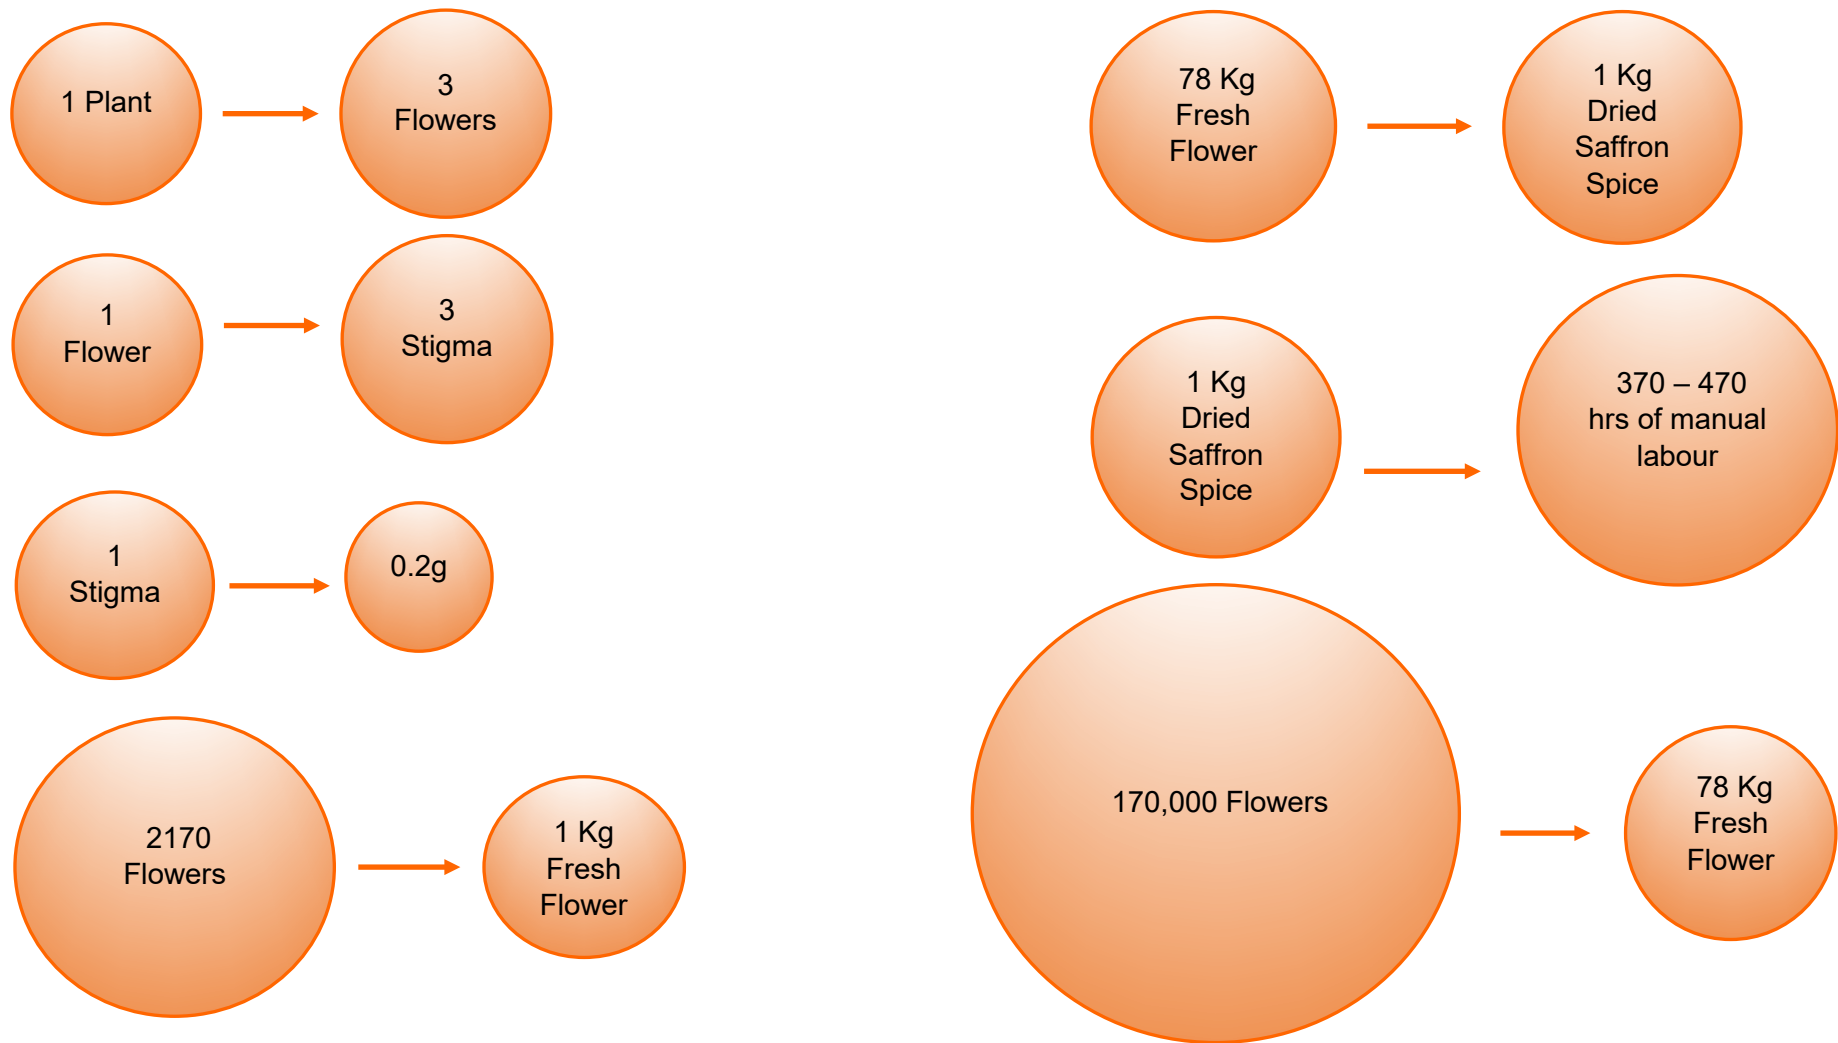 1 Plant
3
Flowers
1
Flower
3
Stigma
1
Stigma
0.2g
2170
Flowers
1 Kg
Fresh
Flower
78 Kg
Fresh
Flower
1 Kg
Dried
Saffron
Spice
1 Kg
Dried
Saffron
Spice
370 – 470
hrs of manual
labour
170,000 Flowers
78 Kg
Fresh
Flower